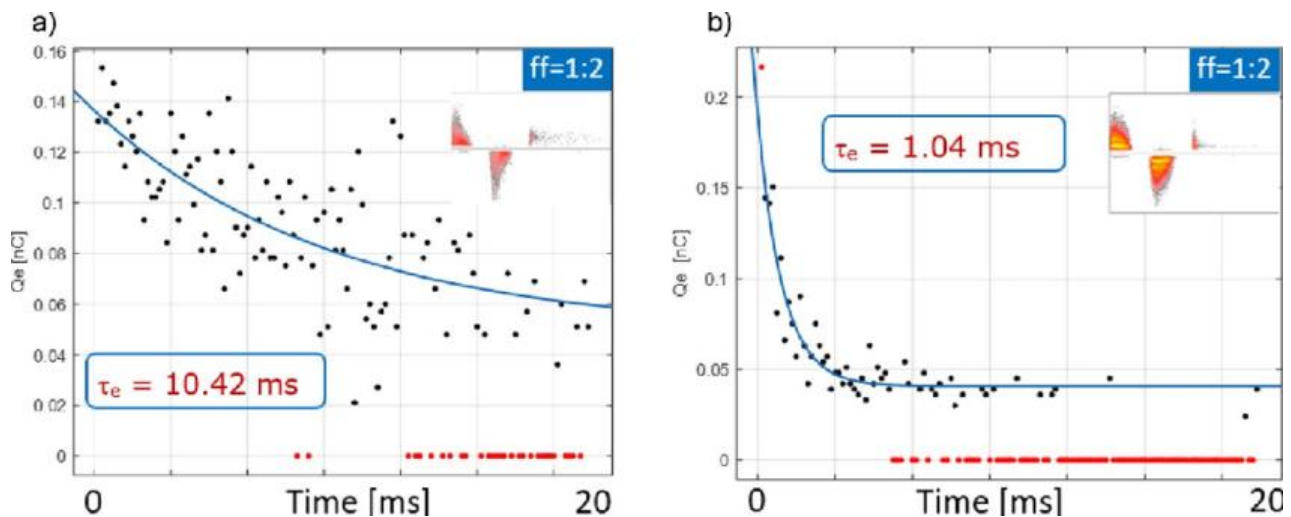 a)
0.16
0.14
0.12
0.1
0.08
0.06
0.04
0.02
0
Qe [nC]
ff=1:2
τe = 10.42 ms
0 Time [ms] 20
b)
0.2
0.15
0.1
0.05
0
Qe [nC]
ff=1:2
τe = 1.04 ms
0 Time [ms] 20